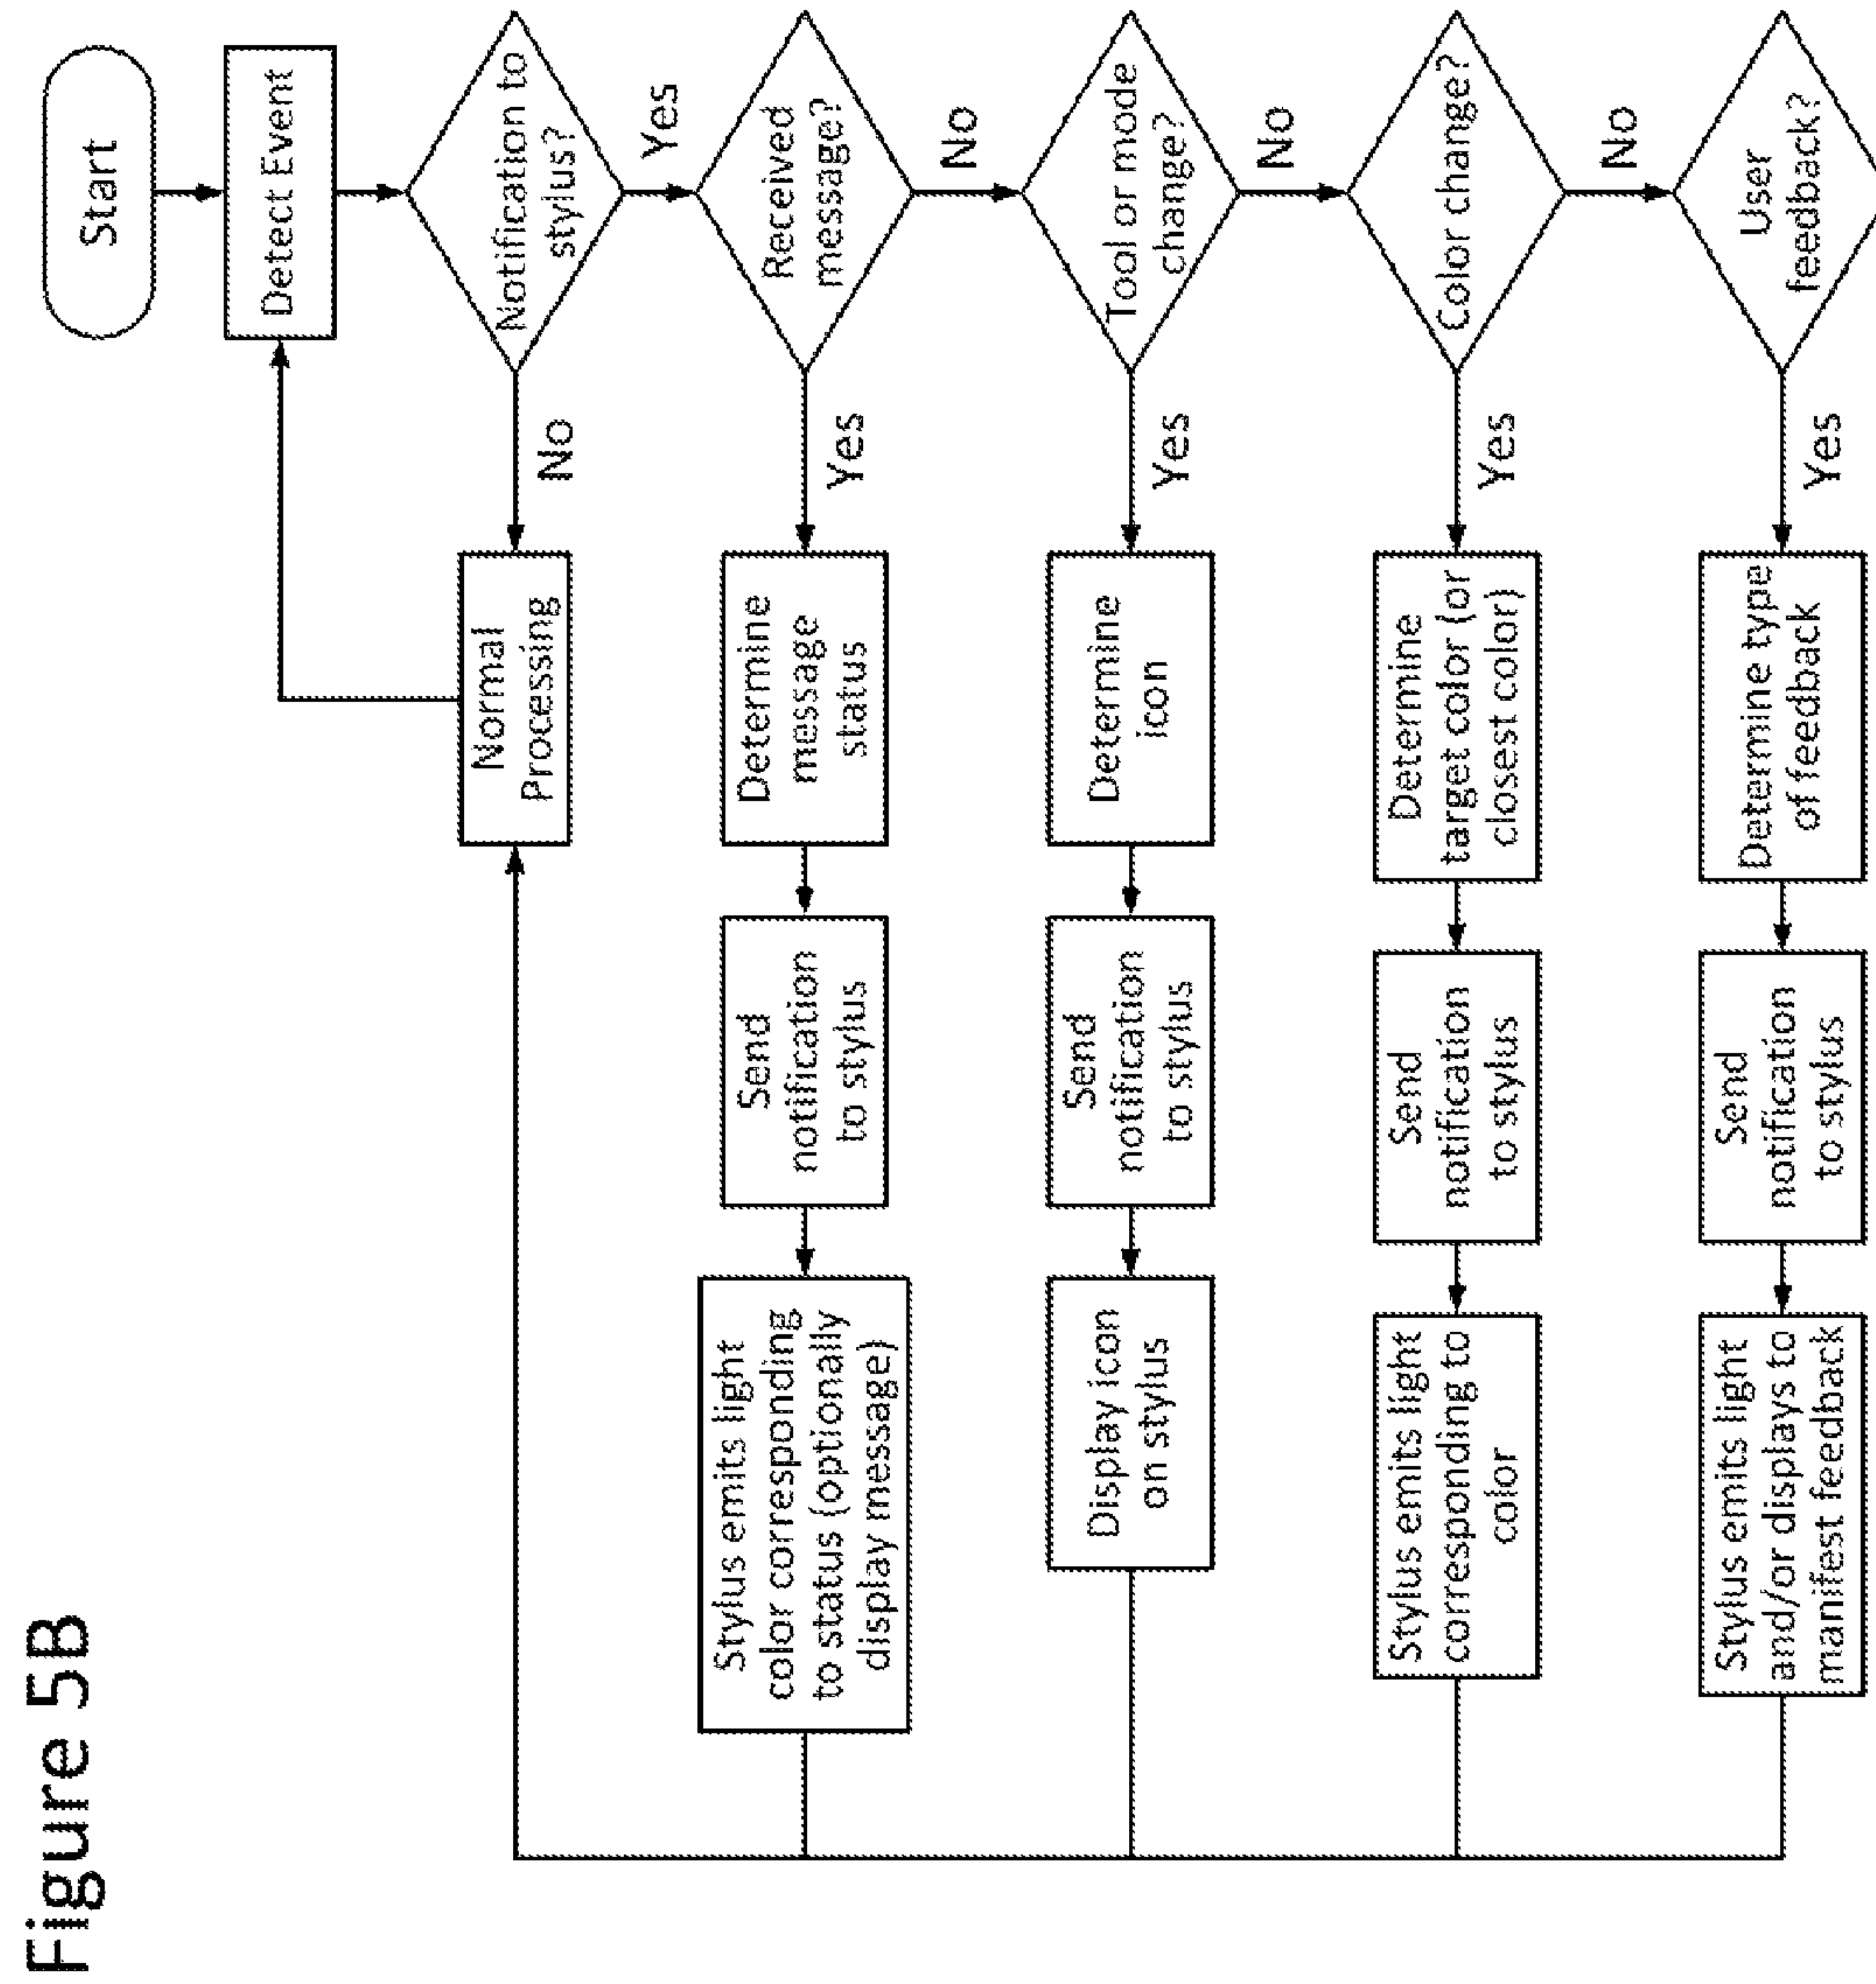 Figure 5B
Start
Detect Event
Notification to
stylus?
No
Yes
Normal
Processing
Received
message?
Yes
No
Determine
message
status
Send
notification
to stylus
Stylus emits light
color corresponding
to status (optionally
display message)
Tool or mode
change?
Yes
No
Determine
icon
Send
notification
to stylus
Display icon
on stylus
Color change?
Yes
No
Determine
target color (or
closest color)
Send
notification
to stylus
Stylus emits light
corresponding to
color
User
feedback?
Yes
Determine type
of feedback
Send
notification
to stylus
Stylus emits light
and/or displays to
manifest feedback